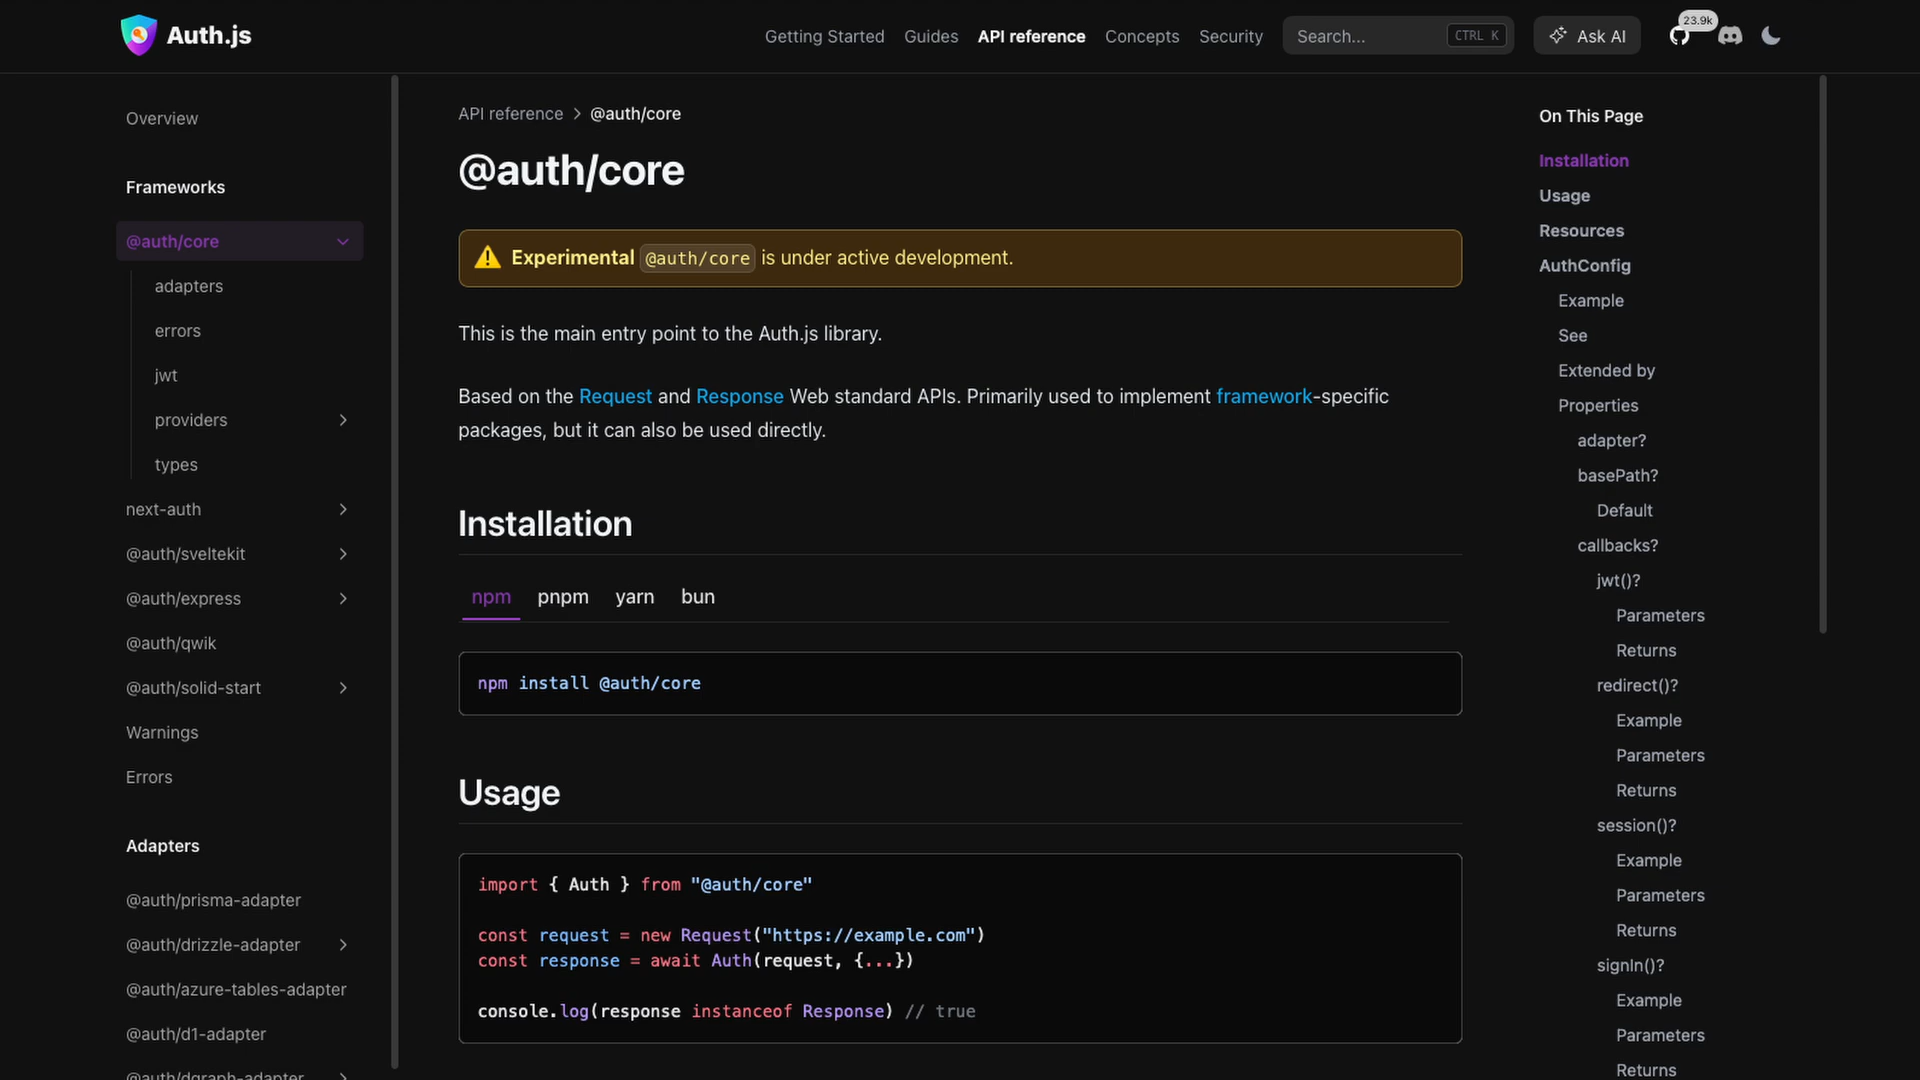 Auth.js
Getting Started
Guides
API reference
Concepts
Security
Search...
CTRL K
Ask AI
23.9k
Overview
Frameworks
@auth/core
adapters
errors
jwt
providers
types
next-auth
@auth/sveltekit
@auth/express
@auth/qwik
@auth/solid-start
Warnings
Errors
Adapters
@auth/prisma-adapter
@auth/drizzle-adapter
@auth/azure-tables-adapter
@auth/d1-adapter
@auth/dgraph-adapter
API reference > @auth/core
@auth/core
Experimental @auth/core is under active development.
This is the main entry point to the Auth.js library.
Based on the Request and Response Web standard APIs. Primarily used to implement framework-specific
packages, but it can also be used directly.
Installation
npm pnpm yarn bun
npm install @auth/core
Usage
import { Auth } from "@auth/core"
const request = new Request("https://example.com")
const response = await Auth(request, {...})
console.log(response instanceof Response) // true
On This Page
Installation
Usage
Resources
AuthConfig
Example
See
Extended by
Properties
adapter?
basePath?
Default
callbacks?
jwt()?
Parameters
Returns
redirect()?
Example
Parameters
Returns
session()?
Example
Parameters
Returns
signIn()?
Example
Parameters
Returns